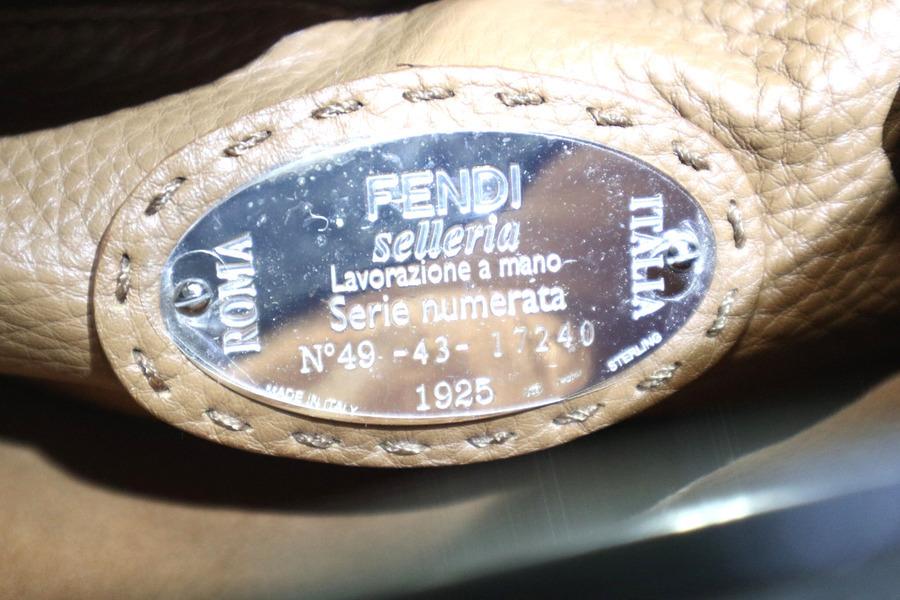 FENDI
selleria
Lavorazione a mano
Serie numerata
N°49 -43- 17240
1925
ROMA
ITALIA
MADE IN ITALY
STERLING